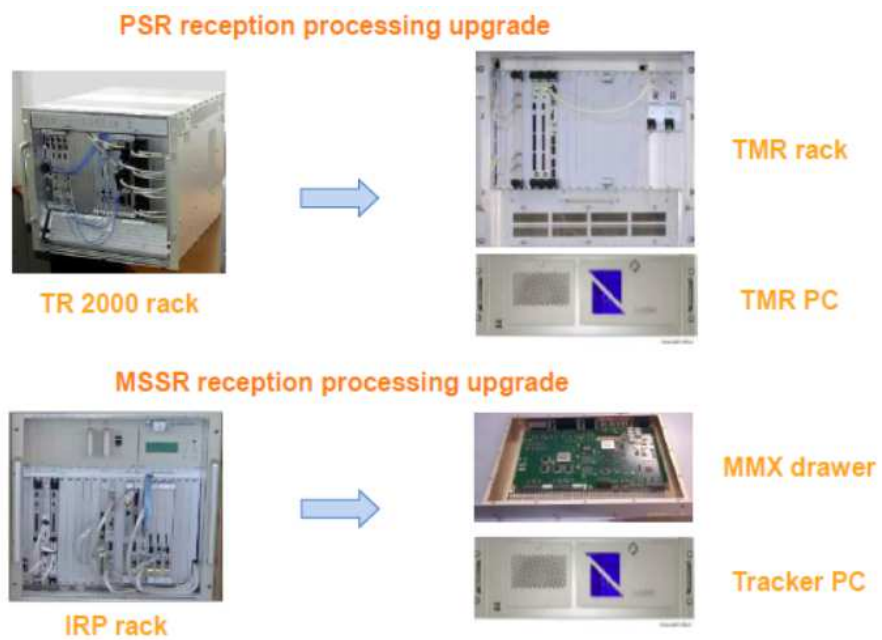 PSR reception processing upgrade
TMR rack
TR 2000 rack
TMR PC
MSSR reception processing upgrade
MMX drawer
Tracker PC
IRP rack